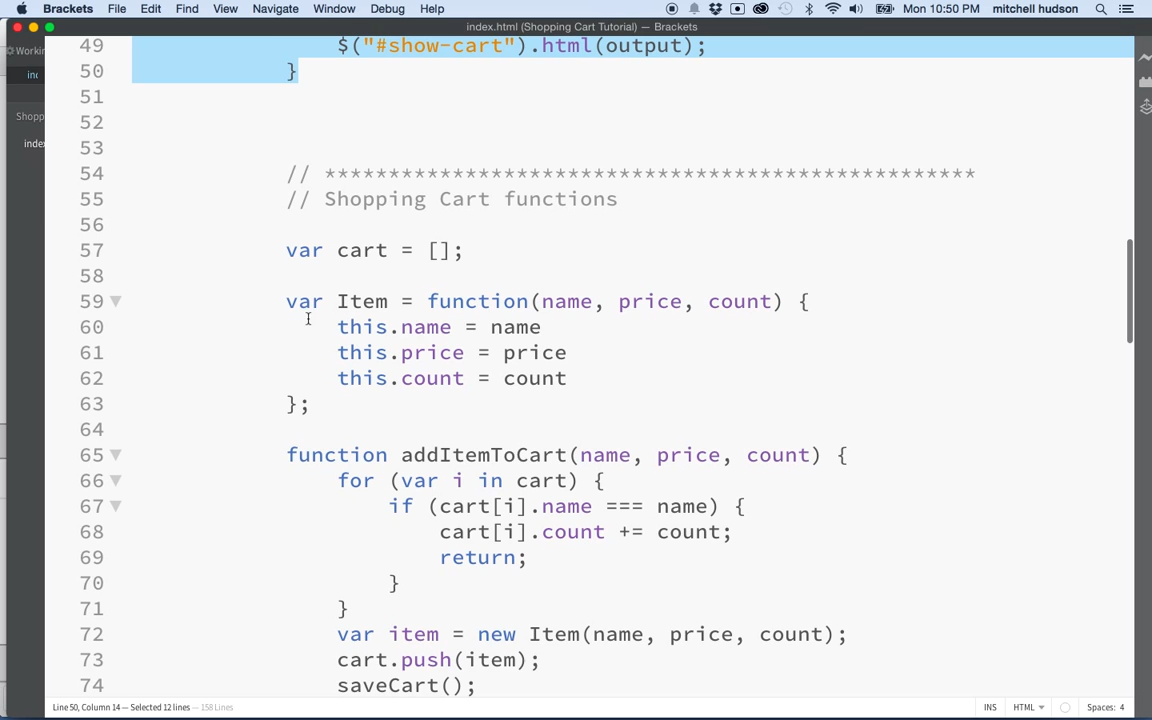 Brackets File Edit View Navigate Window Debug Help Mon 10:50 PM mitchell hudson
index.html (Shopping Cart Tutorial) — Brackets
49 $("#show-cart").html(output);
50 }
51
52
53
54 // ***************************************************
55 // Shopping Cart functions
56
57 var cart = [];
58
59 var Item = function(name, price, count) {
60 this.name = name
61 this.price = price
62 this.count = count
63 };
64
65 function addItemToCart(name, price, count) {
66 for (var i in cart) {
67 if (cart[i].name === name) {
68 cart[i].count += count;
69 return;
70 }
71 }
72 var item = new Item(name, price, count);
73 cart.push(item);
74 saveCart();
Line 50, Column 14 — Selected 12 lines — 158 Lines INS HTML Spaces: 4